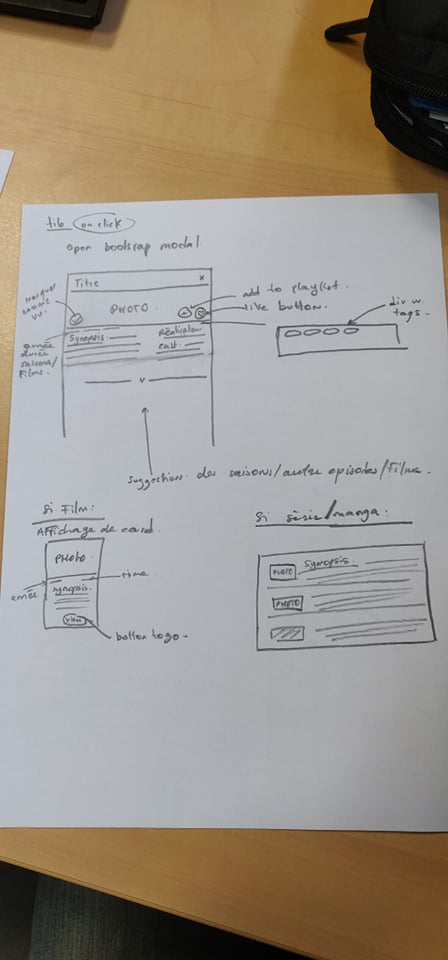 on click
open bootsrap modal
Titre x
marquer
comme
vu.
PHOTO.
add to playlist.
like button.
div w.
tags.
année
durée
saisons/
Films.
synopsis.
Réalisateur
cast.
suggestion des saisons/autre episodes/Films.
si Film:
Affichage de card.
PHOTO.
année
time.
synopsis.
view
button to go.
si série/manga:
PHOTO
synopsis.
PHOTO